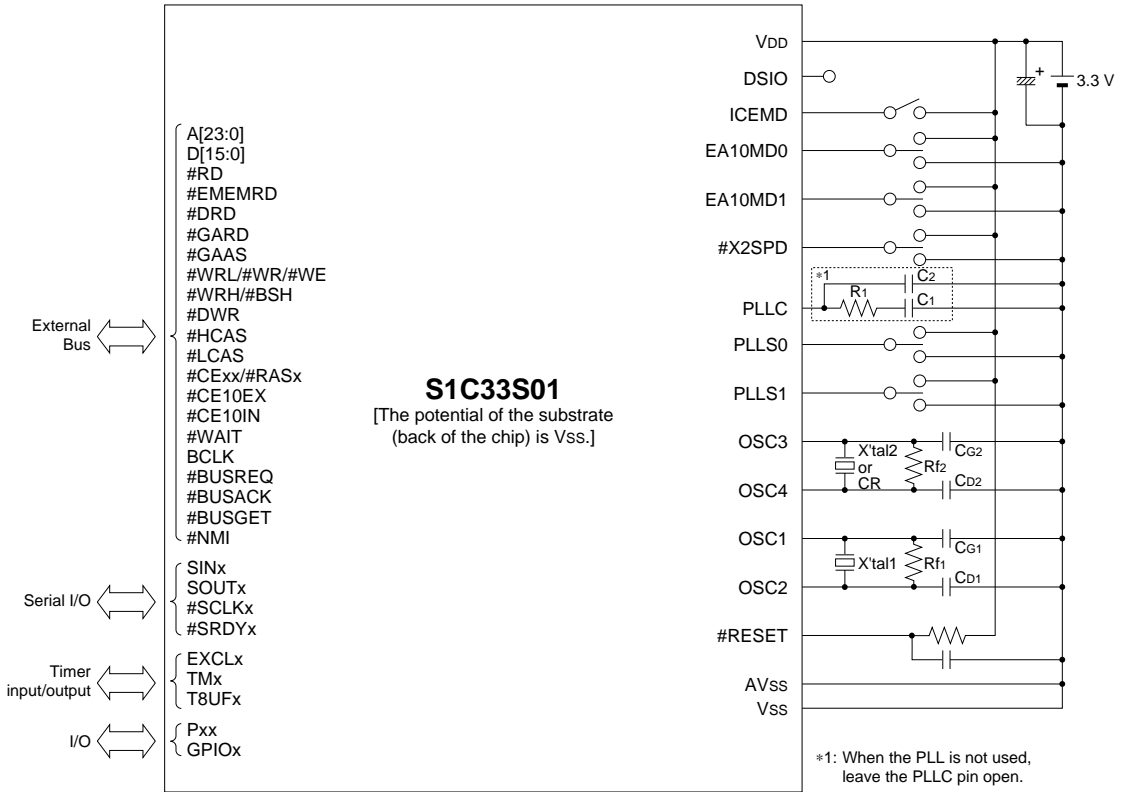 A[23:0]
D[15:0]
#RD
#EMEMRD
#DRD
#GARD
#GAAS
#WRL/#WR/#WE
#WRH/#BSH
#DWR
#HCAS
#LCAS
#CExx/#RASx
#CE10EX
#CE10IN
#WAIT
BCLK
#BUSREQ
#BUSACK
#BUSGET
#NMI
External
Bus
SINx
SOUTx
#SCLKx
#SRDYx
Serial I/O
EXCLx
TMx
T8UFx
Timer
input/output
Pxx
GPIOx
I/O
S1C33S01
[The potential of the substrate
(back of the chip) is VSS.]
VDD
DSIO
ICEMD
EA10MD0
EA10MD1
#X2SPD
PLLC
PLLS0
PLLS1
OSC3
OSC4
OSC1
OSC2
#RESET
AVss
Vss
+
3.3 V
*1
C2
R1
C1
X'tal2
or
CR
Rf2
CG2
CD2
X'tal1
Rf1
CG1
CD1
*1: When the PLL is not used,
leave the PLLC pin open.